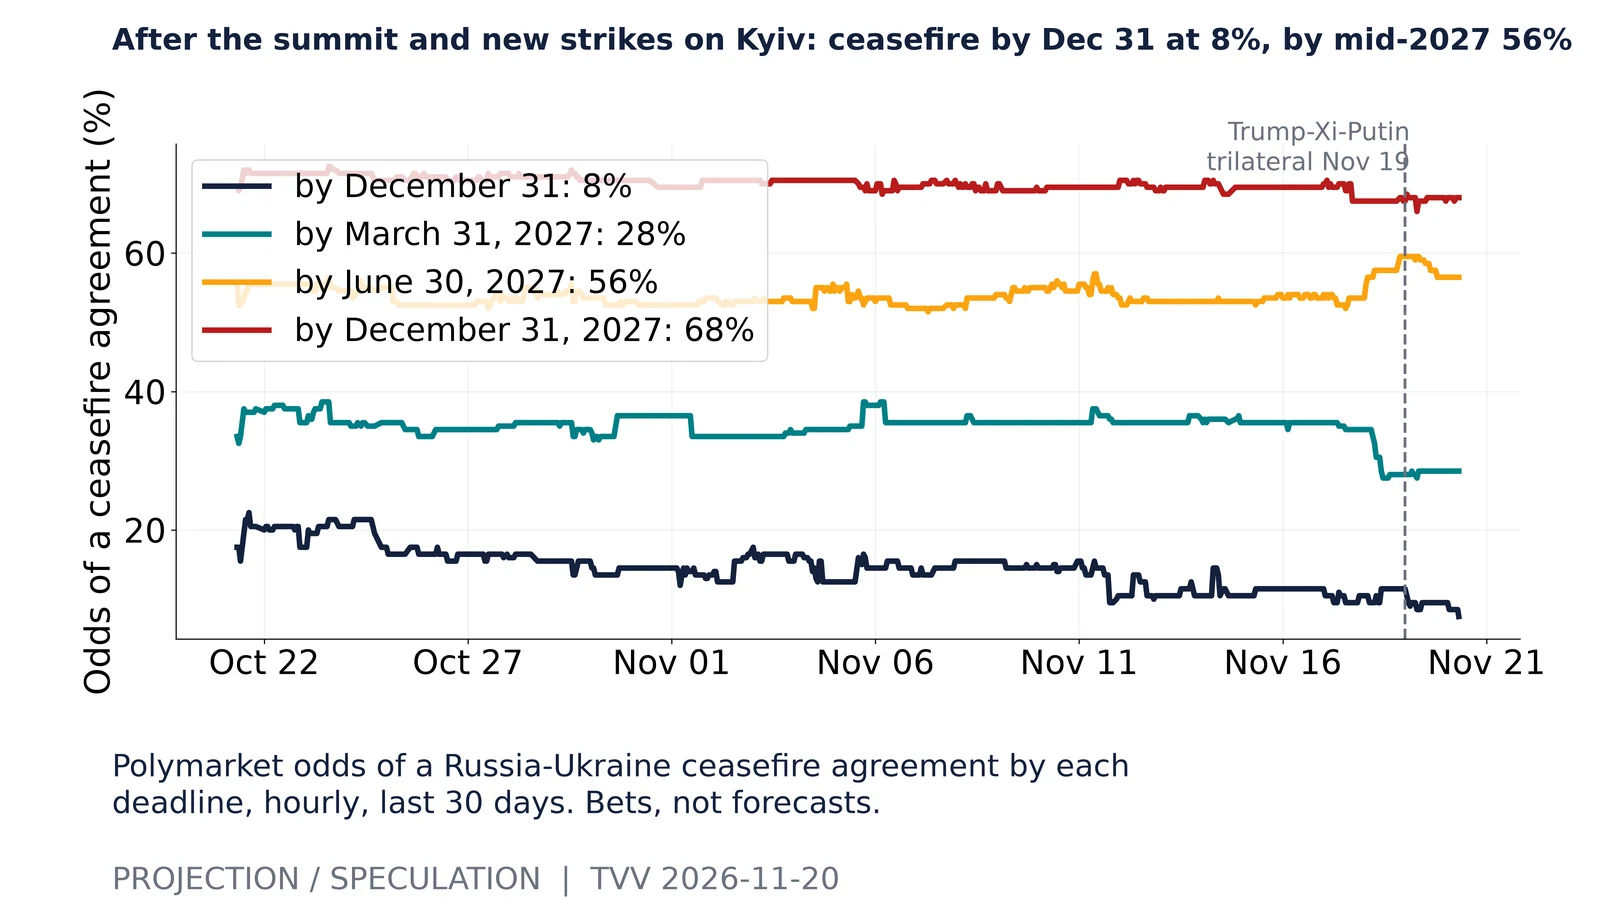 After the summit and new strikes on Kyiv: ceasefire by Dec 31 at 8%, by mid-2027 56%
Odds of a ceasefire agreement (%)
Trump-Xi-Putin
trilateral Nov 19
by December 31: 8%
by March 31, 2027: 28%
by June 30, 2027: 56%
by December 31, 2027: 68%
60
40
20
Oct 22
Oct 27
Nov 01
Nov 06
Nov 11
Nov 16
Nov 21
Polymarket odds of a Russia-Ukraine ceasefire agreement by each
deadline, hourly, last 30 days. Bets, not forecasts.
PROJECTION / SPECULATION | TVV 2026-11-20